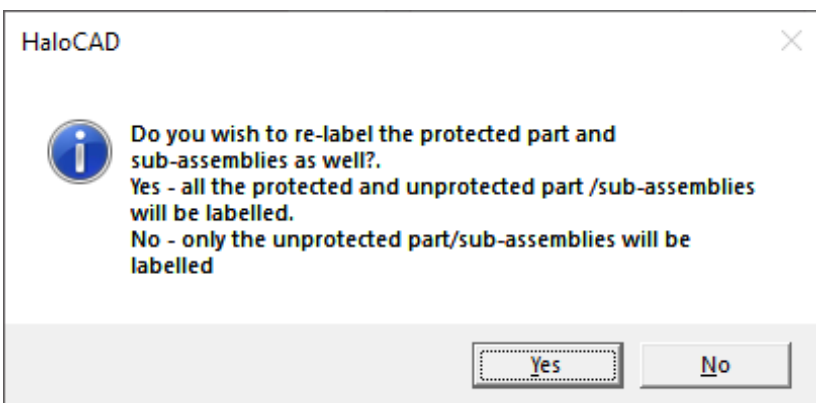 HaloCAD
Do you wish to re-label the protected part and
sub-assemblies as well?.
Yes - all the protected and unprotected part /sub-assemblies
will be labelled.
No - only the unprotected part/sub-assemblies will be
labelled
Yes
No